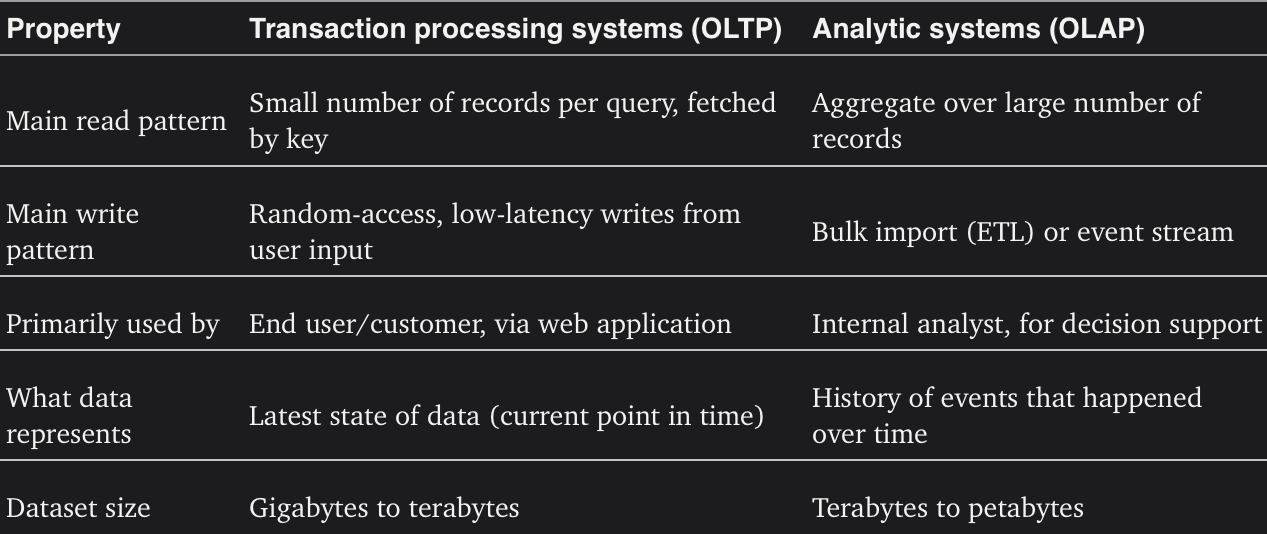 Property Transaction processing systems (OLTP) Analytic systems (OLAP)
Main read pattern
Small number of records per query, fetched
by key
Aggregate over large number of
records
Main write
pattern
Random-access, low-latency writes from
user input
Bulk import (ETL) or event stream
Primarily used by End user/customer, via web application Internal analyst, for decision support
What data
represents
Latest state of data (current point in time)
History of events that happened
over time
Dataset size Gigabytes to terabytes Terabytes to petabytes